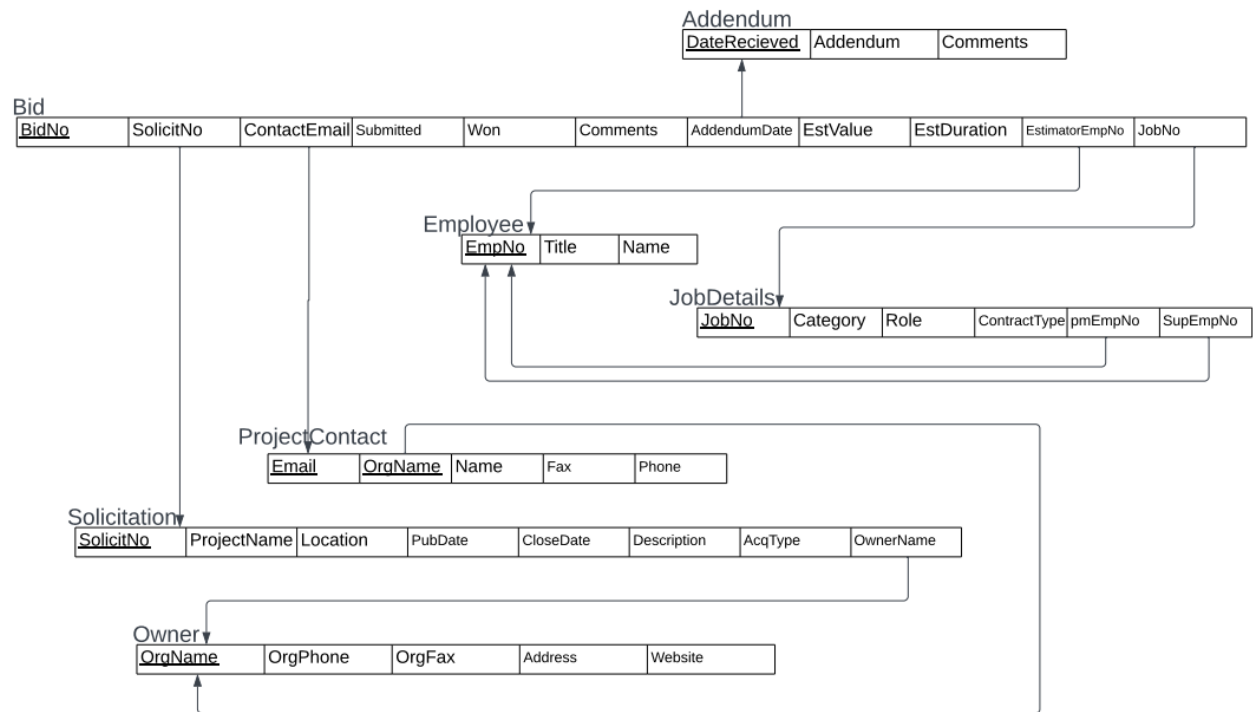 Addendum
DateRecieved Addendum Comments
Bid
BidNo SolicitNo ContactEmail Submitted Won Comments AddendumDate EstValue EstDuration EstimatorEmpNo JobNo
Employee
EmpNo Title Name
JobDetails
JobNo Category Role ContractType pmEmpNo SupEmpNo
ProjectContact
Email OrgName Name Fax Phone
Solicitation
SolicitNo ProjectName Location PubDate CloseDate Description AcqType OwnerName
Owner
OrgName OrgPhone OrgFax Address Website